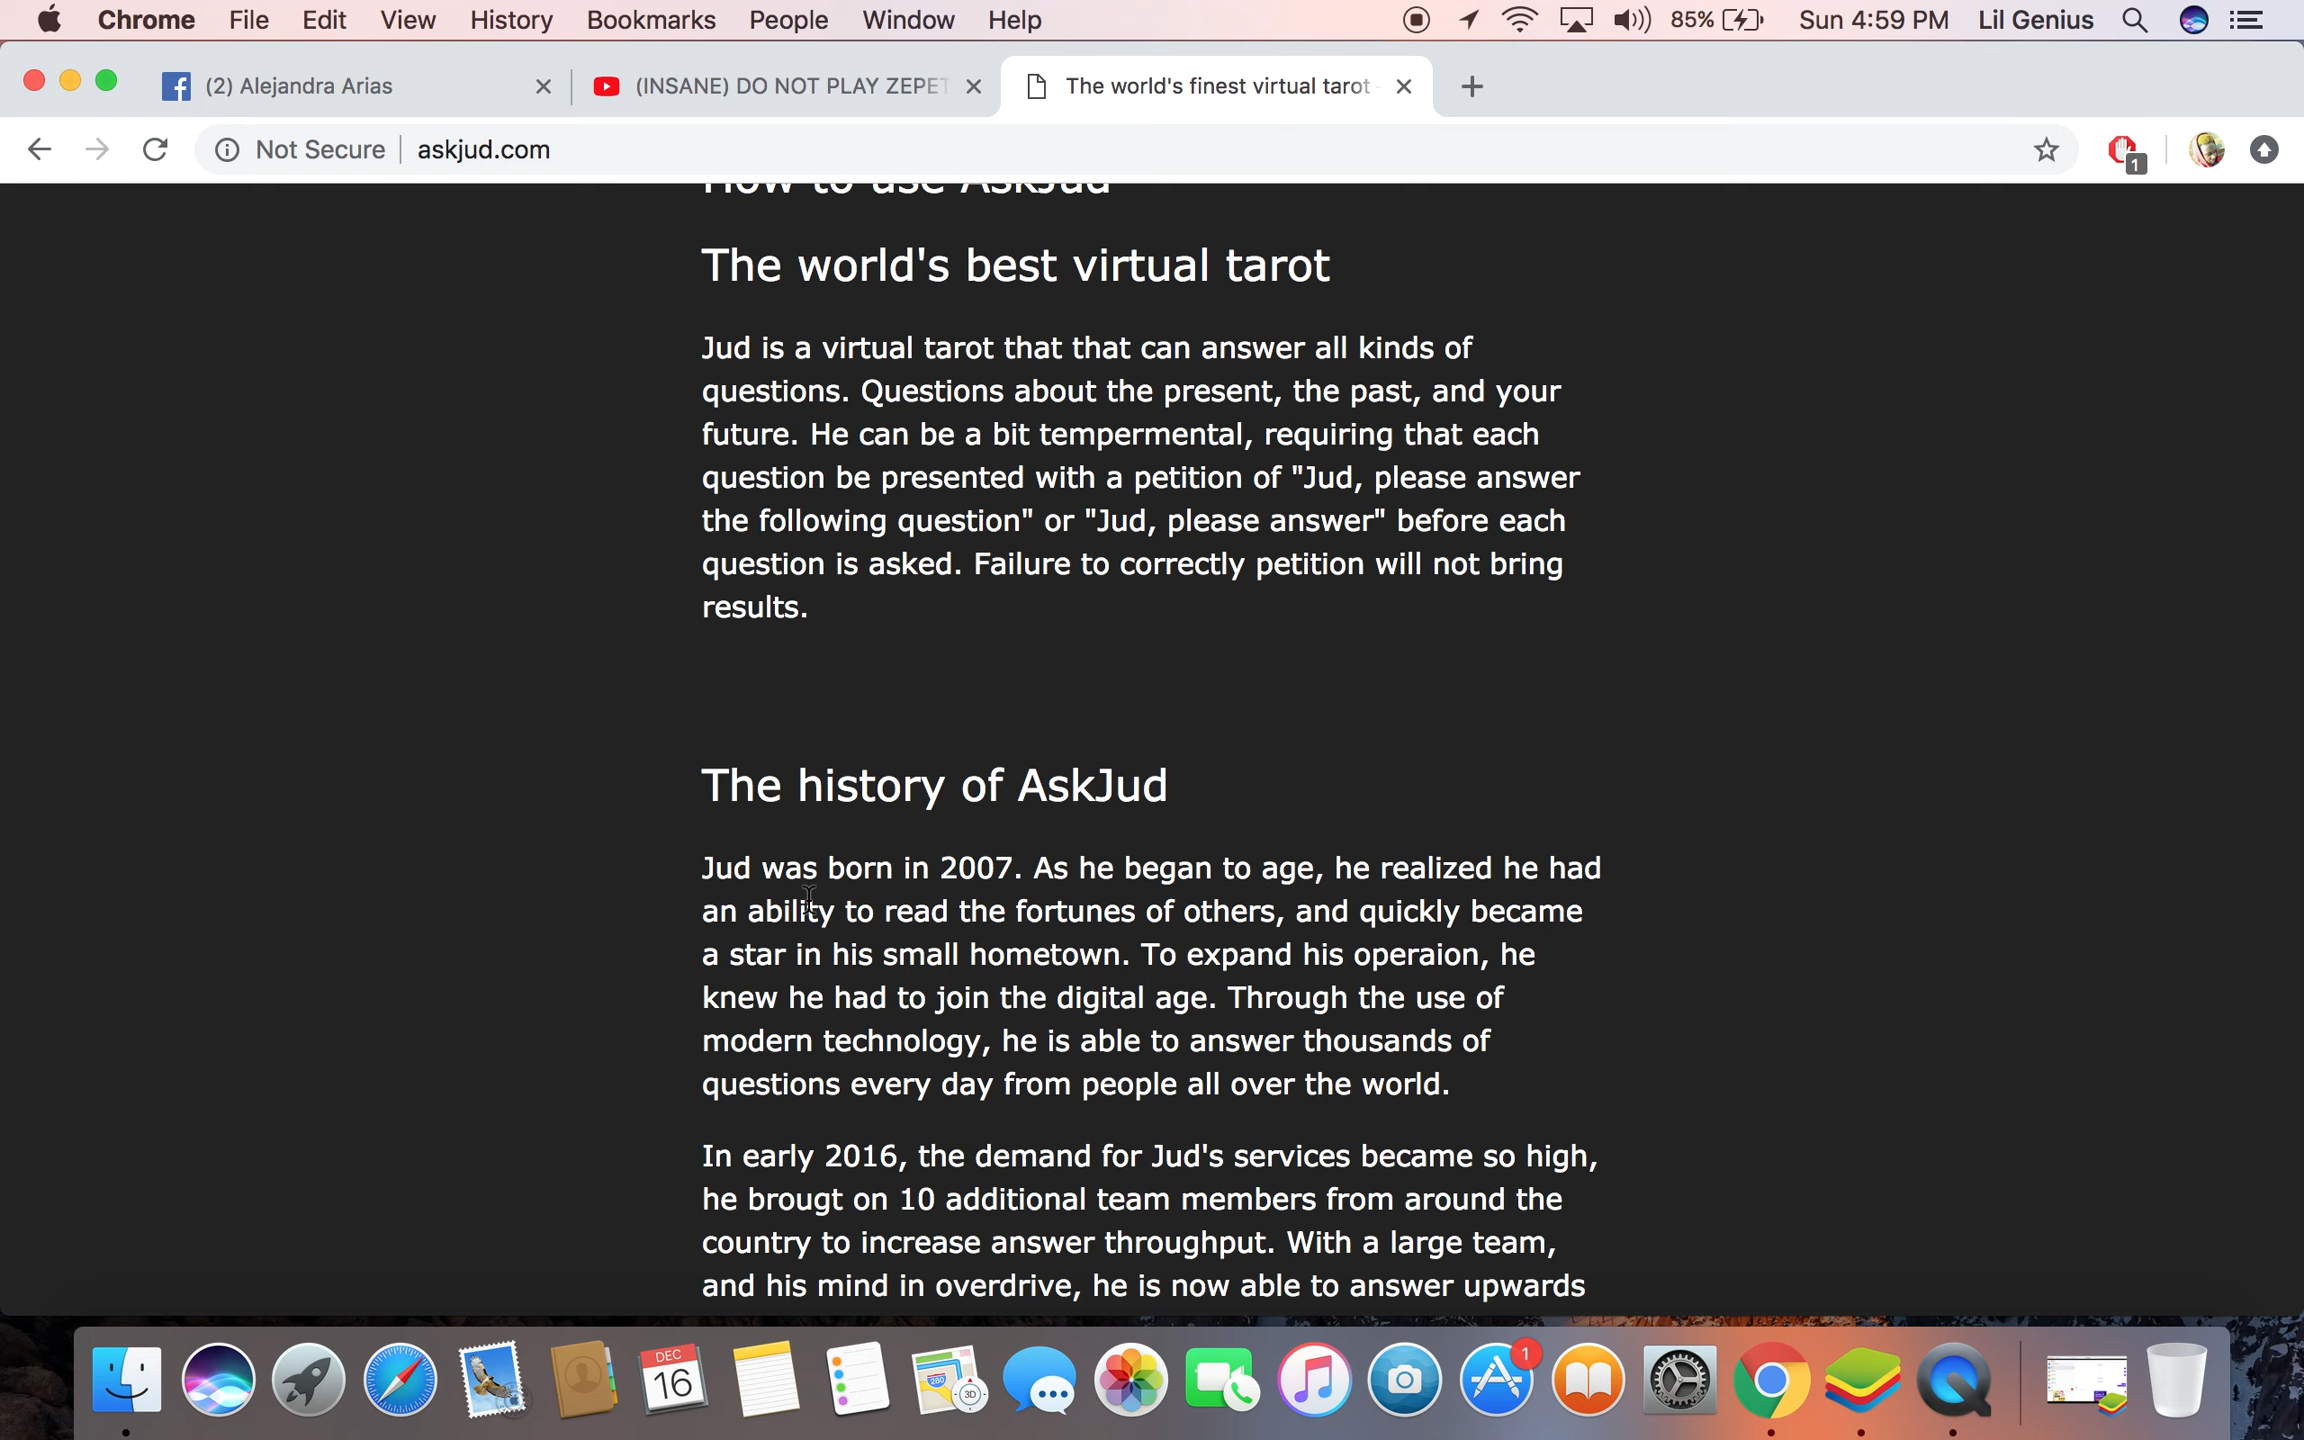 Chrome File Edit View History Bookmarks People Window Help 85% Sun 4:59 PM Lil Genius
(2) Alejandra Arias (INSANE) DO NOT PLAY ZEPET The world's finest virtual tarot
Not Secure askjud.com 1
How to use AskJud
The world's best virtual tarot
Jud is a virtual tarot that that can answer all kinds of
questions. Questions about the present, the past, and your
future. He can be a bit tempermental, requiring that each
question be presented with a petition of "Jud, please answer
the following question" or "Jud, please answer" before each
question is asked. Failure to correctly petition will not bring
results.
The history of AskJud
Jud was born in 2007. As he began to age, he realized he had
an ability to read the fortunes of others, and quickly became
a star in his small hometown. To expand his operaion, he
knew he had to join the digital age. Through the use of
modern technology, he is able to answer thousands of
questions every day from people all over the world.
In early 2016, the demand for Jud's services became so high,
he brougt on 10 additional team members from around the
country to increase answer throughput. With a large team,
and his mind in overdrive, he is now able to answer upwards
DEC
16
280
3D
1